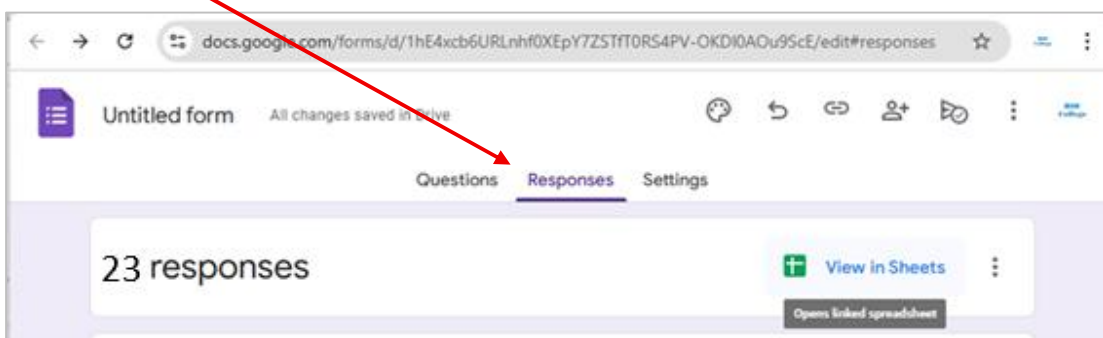 docs.google.com/forms/d/1hE4xcb6URLnhf0XEpY7ZSTfT0RS4PV-OKDI0AOu9ScE/edit#responses
Untitled form All changes saved in Drive
Questions Responses Settings
23 responses View in Sheets
Opens linked spreadsheet